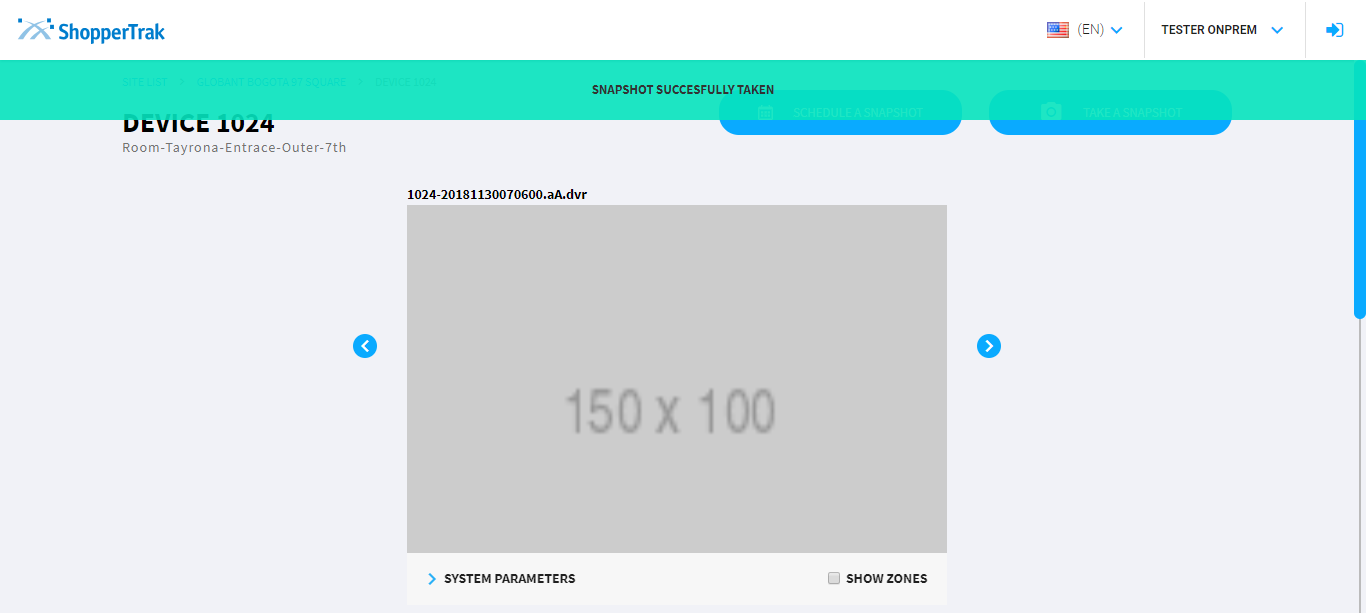 ShopperTrak
(EN)
TESTER ONPREM
SITE LIST > GLOBANT BOGOTA 97 SQUARE > DEVICE 1024
SNAPSHOT SUCCESFULLY TAKEN
SCHEDULE A SNAPSHOT
TAKE A SNAPSHOT
DEVICE 1024
Room-Tayrona-Entrace-Outer-7th
1024-20181130070600.aA.dvr
150 x 100
SYSTEM PARAMETERS
SHOW ZONES